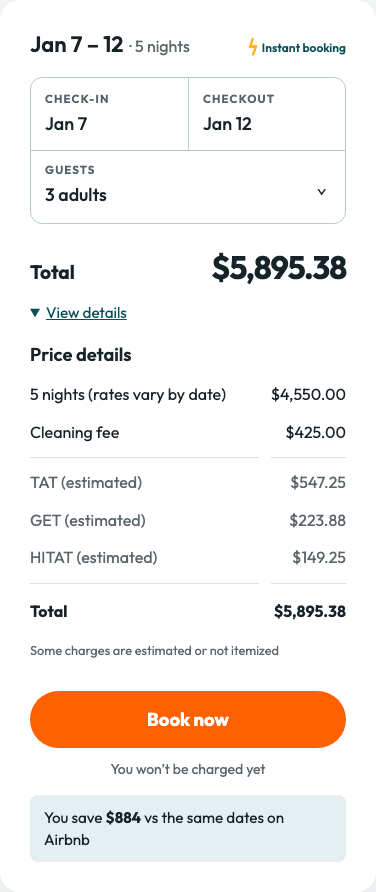 Jan 7 – 12 · 5 nights
Instant booking
CHECK-IN
Jan 7
CHECKOUT
Jan 12
GUESTS
3 adults
Total $5,895.38
▼ View details
Price details
5 nights (rates vary by date) $4,550.00
Cleaning fee $425.00
TAT (estimated) $547.25
GET (estimated) $223.88
HITAT (estimated) $149.25
Total $5,895.38
Some charges are estimated or not itemized
Book now
You won't be charged yet
You save $884 vs the same dates on
Airbnb